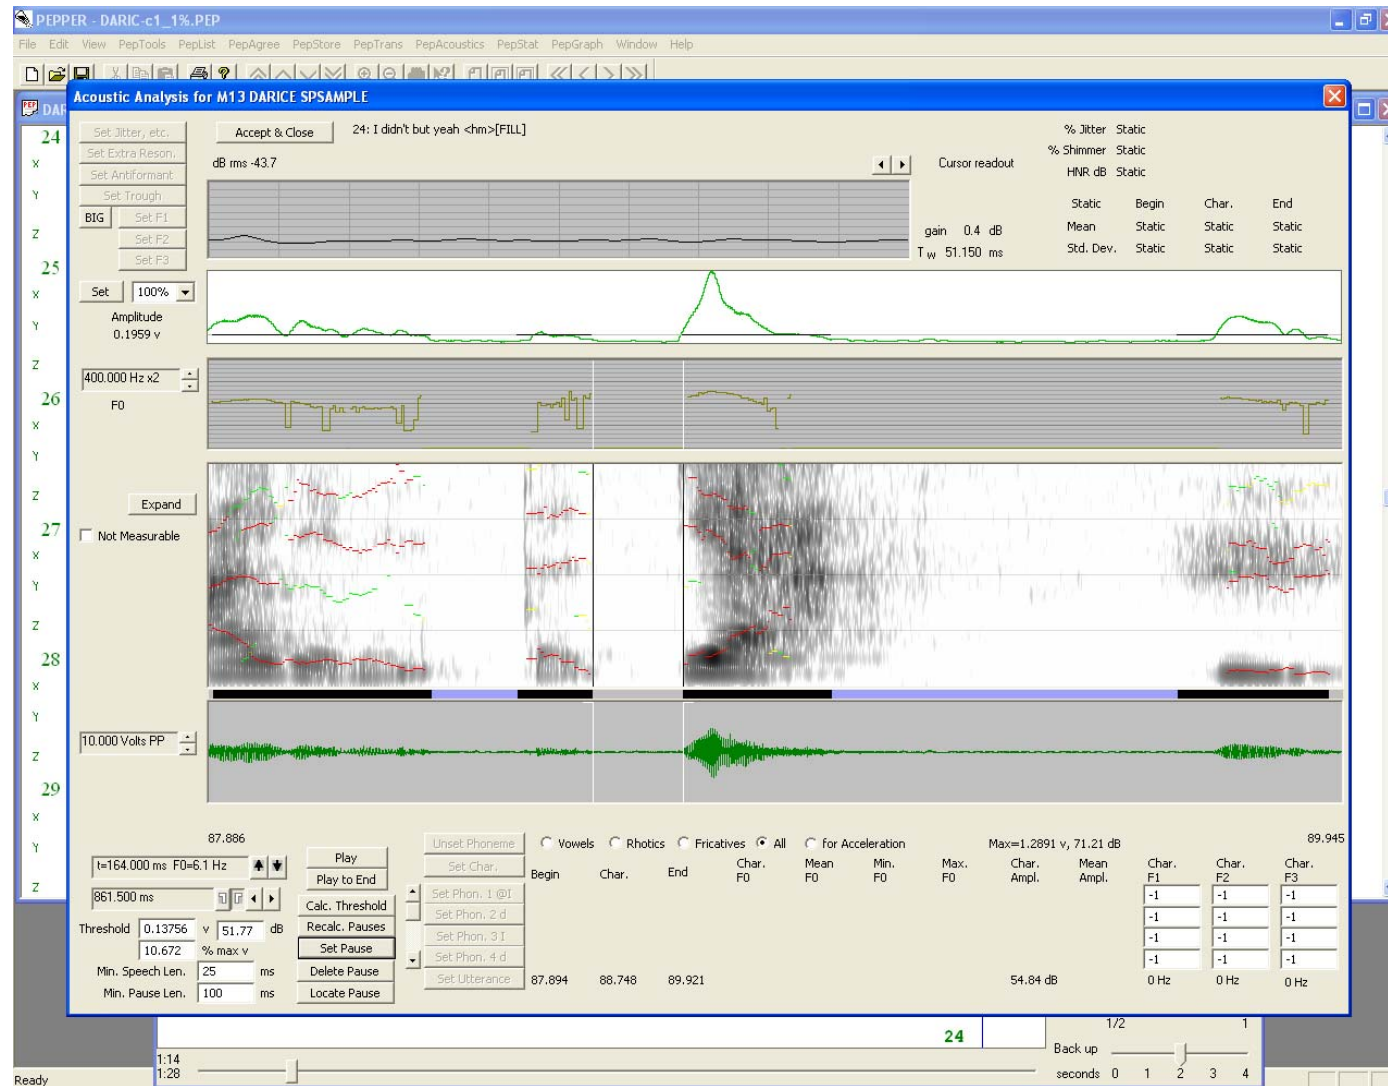 PEPPER - DARIC-c1_1%.PEP
File Edit View PepTools PepList PepAgree PepStore PepTrans PepAcoustics PepStat PepGraph Window Help
PEP DAR
Acoustic Analysis for M13 DARICE SPSAMPLE
24
X
Y
Z
25
X
Y
Z
26
X
Y
Z
27
X
Y
Z
28
X
Y
Z
29
X
Y
Z
Set Jitter, etc.
Set Extra Reson.
Set Antiformant
Set Trough
BIG Set F1
Set F2
Set F3
Accept & Close 24: I didn't but yeah <hm>[FILL]
dB rms -43.7
Cursor readout
% Jitter Static
% Shimmer Static
HNR dB Static
Static Begin Char. End
Mean Static Static Static
Std. Dev. Static Static Static
gain 0.4 dB
Tw 51.150 ms
Set 100%
Amplitude
0.1959 v
400.000 Hz x2
F0
Expand
Not Measurable
10.000 Volts PP
87.886
89.945
t=164.000 ms F0=6.1 Hz
861.500 ms
Threshold 0.13756 v 51.77 dB
10.672 % max v
Min. Speech Len. 25 ms
Min. Pause Len. 100 ms
Play
Play to End
Calc. Threshold
Recalc. Pauses
Set Pause
Delete Pause
Locate Pause
Unset Phoneme
Set Char.
Set Phon. 1 @I
Set Phon. 2 d
Set Phon. 3 I
Set Phon. 4 d
Set Utterance
Vowels Rhotics Fricatives All for Acceleration
Max=1.2891 v, 71.21 dB
Begin Char. End Char. F0 Mean F0 Min. F0 Max. F0 Char. Ampl. Mean Ampl. Char. F1 Char. F2 Char. F3
-1 -1 -1
-1 -1 -1
-1 -1 -1
-1 -1 -1
87.894 88.748 89.921 54.84 dB 0 Hz 0 Hz 0 Hz
24
1/2 1
Back up
seconds 0 1 2 3 4
1:14
1:28
Ready